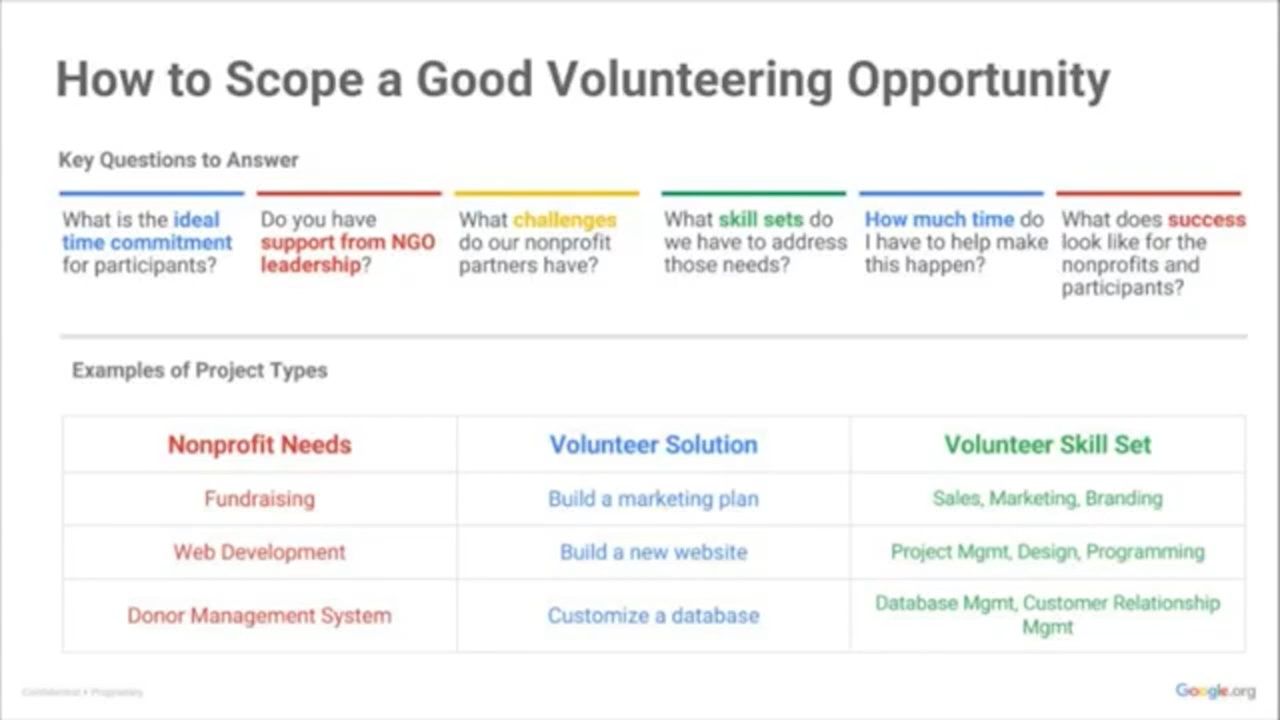 How to Scope a Good Volunteering Opportunity
Key Questions to Answer
What is the ideal
time commitment
for participants?
Do you have
support from NGO
leadership?
What challenges
do our nonprofit
partners have?
What skill sets do
we have to address
those needs?
How much time do
I have to help make
this happen?
What does success
look like for the
nonprofits and
participants?
Examples of Project Types
Nonprofit Needs
Volunteer Solution
Volunteer Skill Set
Fundraising
Build a marketing plan
Sales, Marketing, Branding
Web Development
Build a new website
Project Mgmt, Design, Programming
Donor Management System
Customize a database
Database Mgmt, Customer Relationship
Mgmt
Confidential + Proprietary
Google.org